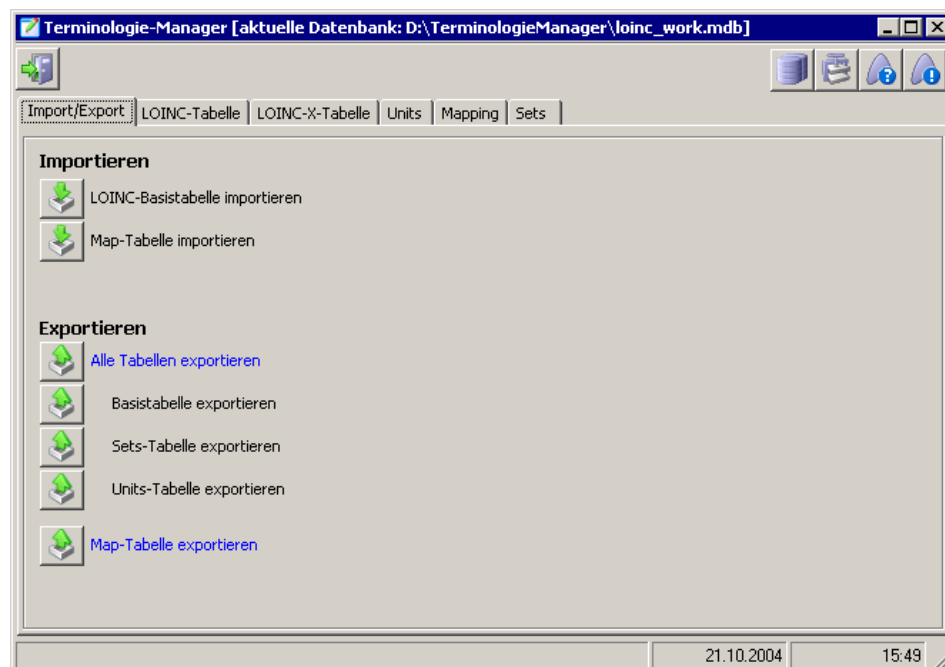 Terminologie-Manager [aktuelle Datenbank: D:\TerminologieManager\loinc_work.mdb]
Import/Export LOINC-Tabelle LOINC-X-Tabelle Units Mapping Sets
Importieren
LOINC-Basistabelle importieren
Map-Tabelle importieren
Exportieren
Alle Tabellen exportieren
Basistabelle exportieren
Sets-Tabelle exportieren
Units-Tabelle exportieren
Map-Tabelle exportieren
21.10.2004 15:49